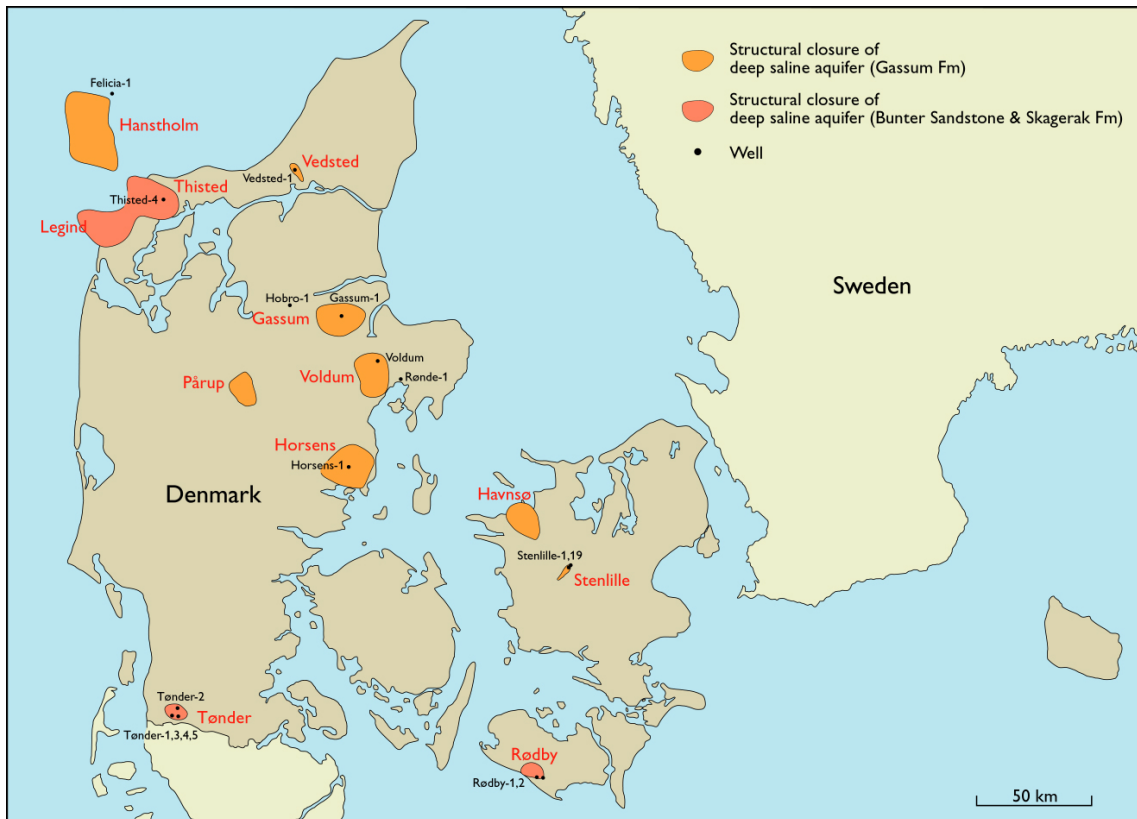 Structural closure of
deep saline aquifer (Gassum Fm)
Structural closure of
deep saline aquifer (Bunter Sandstone & Skagerak Fm)
Well
Felicia-1
Hanstholm
Vedsted
Vedsted-1
Thisted
Thisted-4
Legind
Sweden
Hobro-1
Gassum-1
Gassum
Voldum
Voldum
Rønde-1
Pårup
Horsens
Horsens-1
Denmark
Havnsø
Stenlille-1,19
Stenlille
Tønder-2
Tønder
Tønder-1,3,4,5
Rødby
Rødby-1,2
50 km